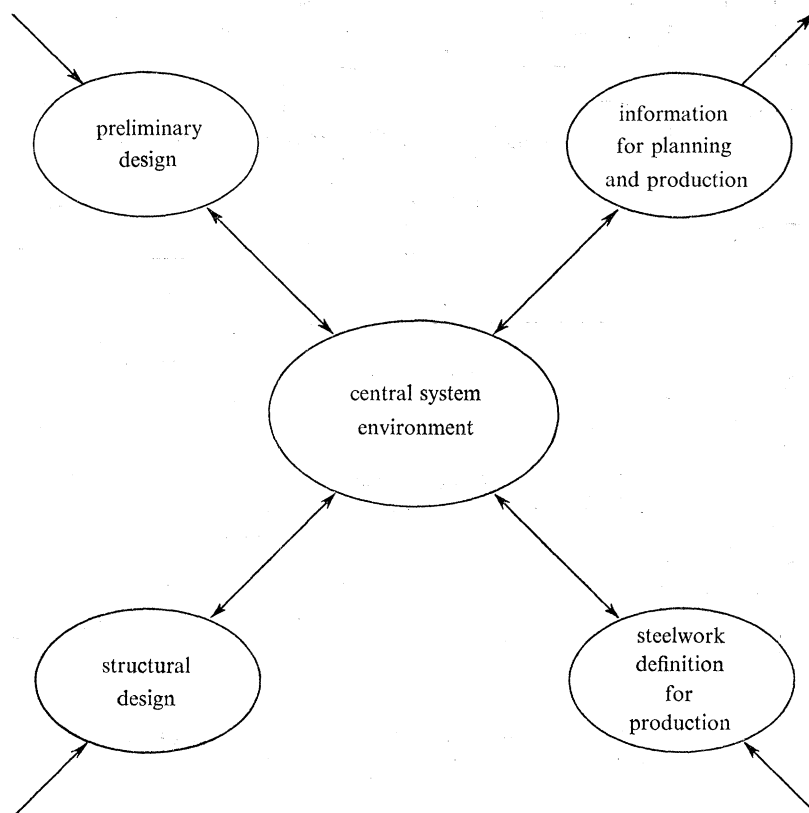 preliminary
design
information
for planning
and production
central system
environment
structural
design
steelwork
definition
for
production